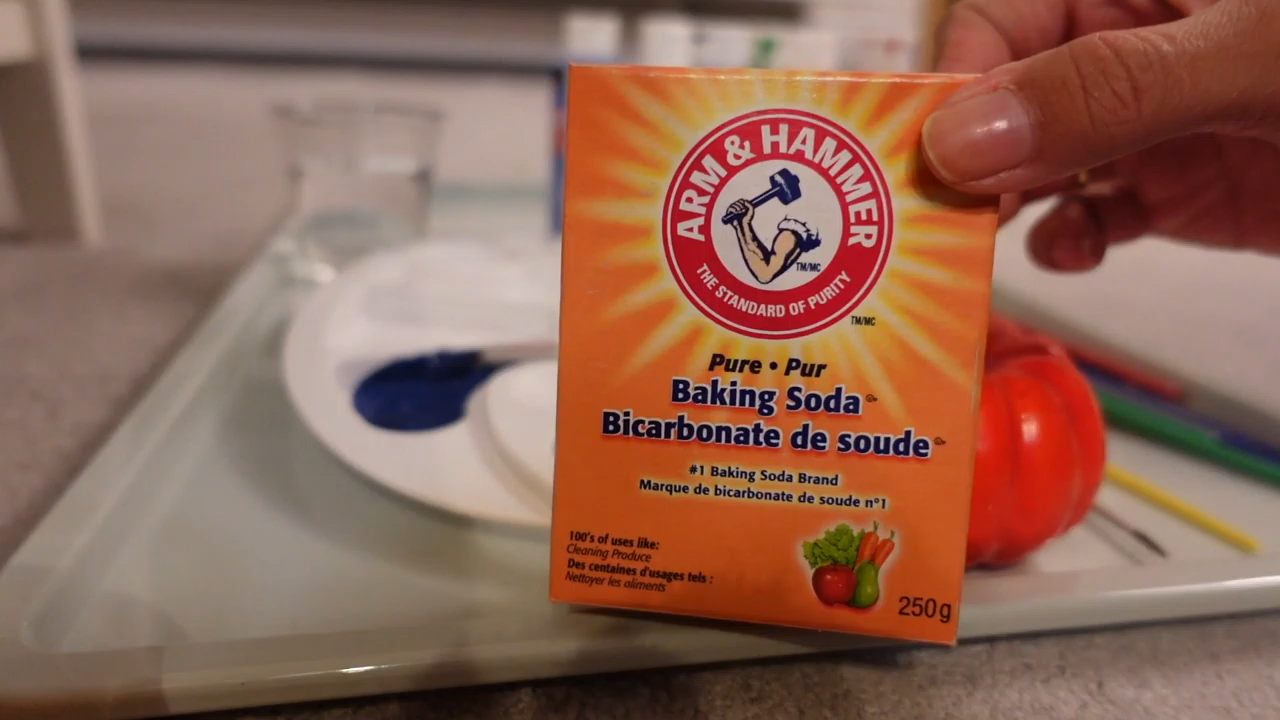 ARM & HAMMER
TM/MC
THE STANDARD OF PURITY
TM/MC
Pure • Pur
Baking Soda
Bicarbonate de soude
#1 Baking Soda Brand
Marque de bicarbonate de soude n°1
100's of uses like:
Cleaning Produce
Des centaines d'usages tels :
Nettoyer les aliments
250g